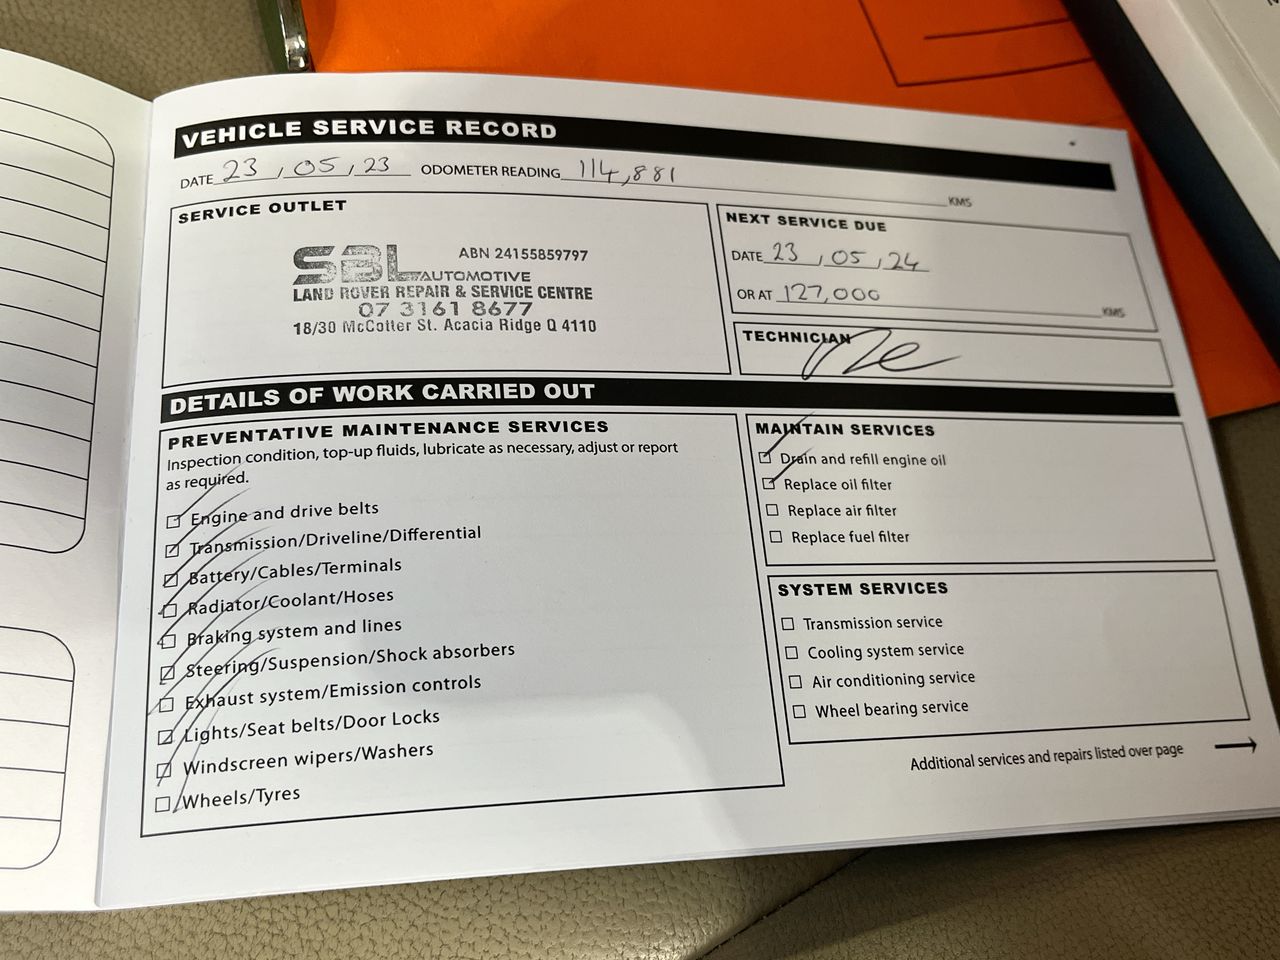 VEHICLE SERVICE RECORD
DATE 23 / 05 / 23 ODOMETER READING 114,881 KMS
SERVICE OUTLET
SBL AUTOMOTIVE ABN 24155859797
LAND ROVER REPAIR & SERVICE CENTRE
07 3161 8677
18/30 McCotter St. Acacia Ridge Q 4110
NEXT SERVICE DUE
DATE 23 / 05 / 24
OR AT 127,000 KMS
TECHNICIAN
DETAILS OF WORK CARRIED OUT
PREVENTATIVE MAINTENANCE SERVICES
Inspection condition, top-up fluids, lubricate as necessary, adjust or report
as required.
Engine and drive belts
Transmission/Driveline/Differential
Battery/Cables/Terminals
Radiator/Coolant/Hoses
Braking system and lines
Steering/Suspension/Shock absorbers
Exhaust system/Emission controls
Lights/Seat belts/Door Locks
Windscreen wipers/Washers
Wheels/Tyres
MAINTAIN SERVICES
Drain and refill engine oil
Replace oil filter
Replace air filter
Replace fuel filter
SYSTEM SERVICES
Transmission service
Cooling system service
Air conditioning service
Wheel bearing service
Additional services and repairs listed over page